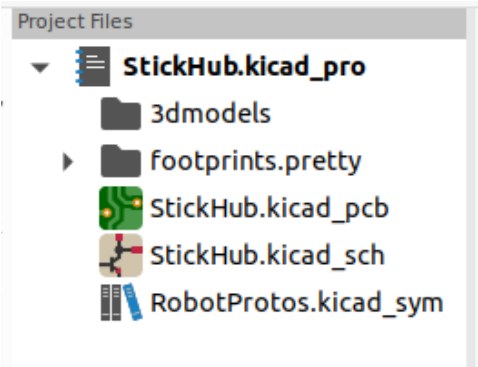 Project Files
StickHub.kicad_pro
3dmodels
footprints.pretty
StickHub.kicad_pcb
StickHub.kicad_sch
RobotProtos.kicad_sym